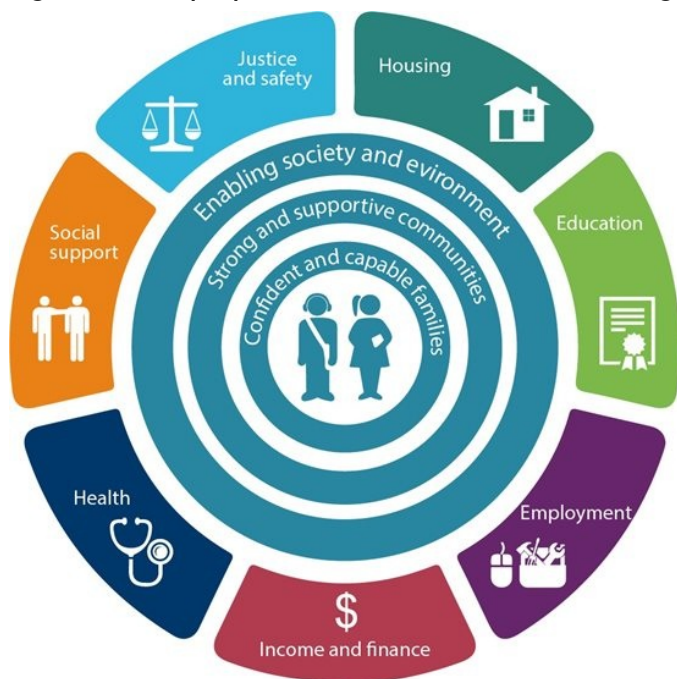 Justice
and safety
Housing
Enabling society and evironment
Strong and supportive communities
Confident and capable families
Social
support
Education
Health
Employment
$
Income and finance